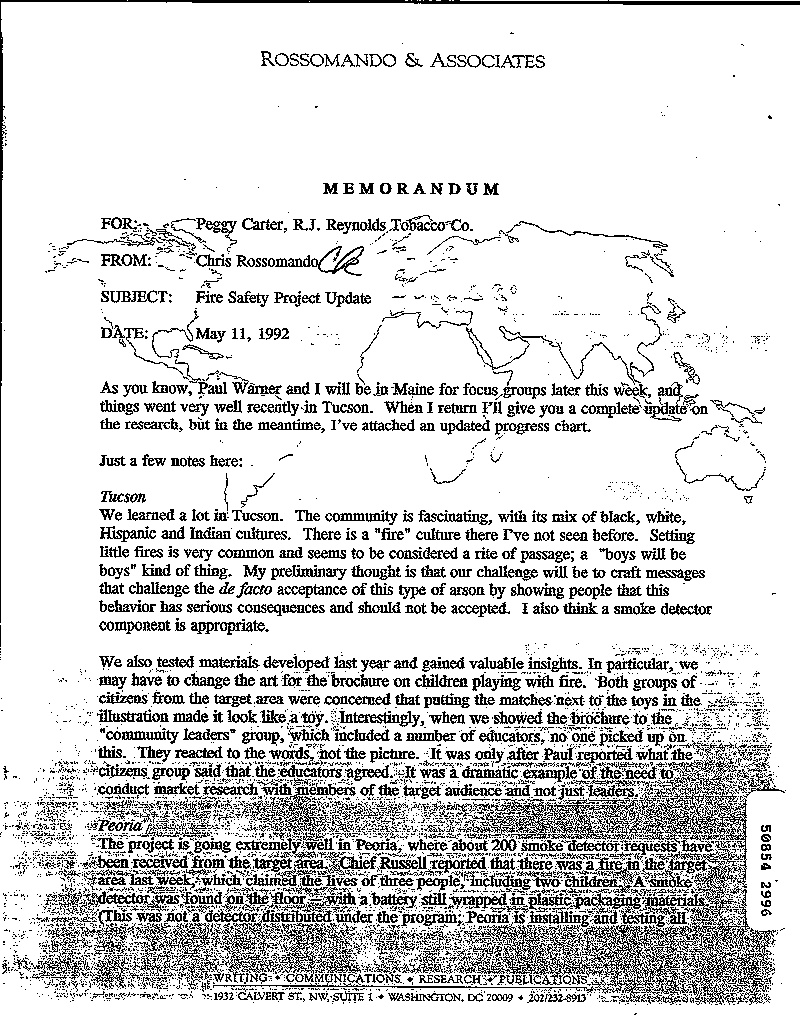 ROSSOMANDO & ASSOCIATES
MEMORANDUM
FOR: Peggy Carter, R.J. Reynolds Tobacco Co.
FROM: Chris Rossomando CR
SUBJECT: Fire Safety Project Update
DATE: May 11, 1992
As you know, Paul Warner and I will be in Maine for focus groups later this week, and
things went very well recently in Tucson. When I return I'll give you a complete update on
the research, but in the meantime, I've attached an updated progress chart.
Just a few notes here:
Tucson
We learned a lot in Tucson. The community is fascinating, with its mix of black, white,
Hispanic and Indian cultures. There is a "fire" culture there I've not seen before. Setting
little fires is very common and seems to be considered a rite of passage; a "boys will be
boys" kind of thing. My preliminary thought is that our challenge will be to craft messages
that challenge the de facto acceptance of this type of arson by showing people that this
behavior has serious consequences and should not be accepted. I also think a smoke detector
component is appropriate.
We also tested materials developed last year and gained valuable insights. In particular, we
may have to change the art for the brochure on children playing with fire. Both groups of
citizens from the target area were concerned that putting the matches next to the toys in the
illustration made it look like a toy. Interestingly, when we showed the brochure to the
"community leaders" group, which included a number of educators, no one picked up on
this. They reacted to the words, not the picture. It was only after Paul reported what the
citizens group said that the educators agreed. It was a dramatic example of the need to
conduct market research with members of the target audience and not just leaders.
Peoria
The project is going extremely well in Peoria, where about 200 smoke detector requests have
been received from the target area. Chief Russell reported that there was a fire in the target
area last week, which claimed the lives of three people, including two children. A smoke
detector was found on the floor -- with a battery still wrapped in plastic packaging materials.
(This was not a detector distributed under the program; Peoria is installing and testing all
50854 2996
WRITING • COMMUNICATIONS • RESEARCH • PUBLICATIONS
1932 CALVERT ST., NW, SUITE 1 • WASHINGTON, DC 20009 • 202/232-8913